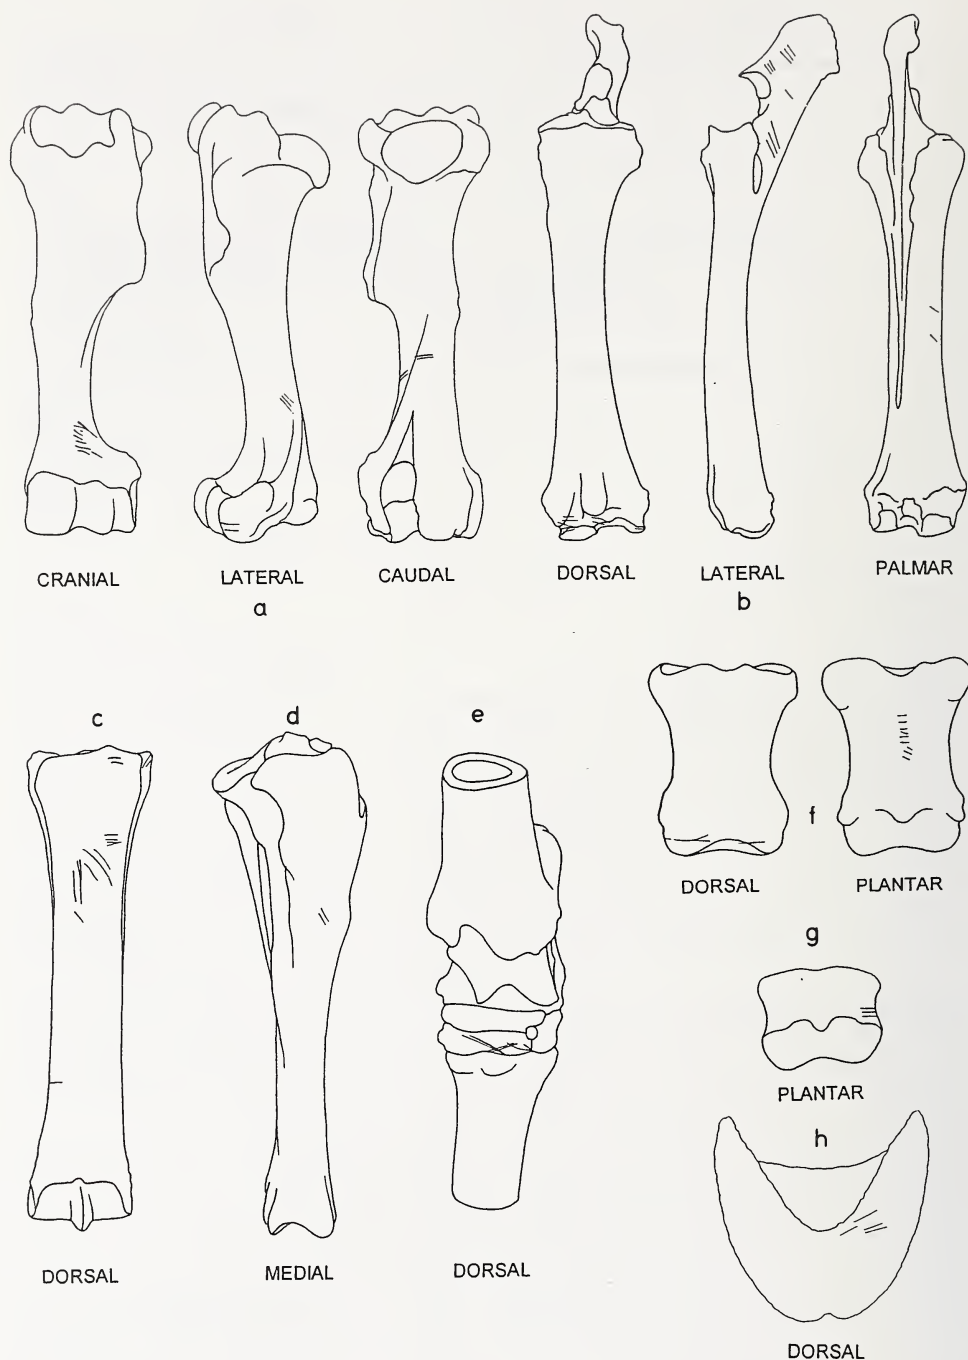 CRANIAL
LATERAL
CAUDAL
DORSAL
LATERAL
PALMAR
a
b
c
d
e
f
DORSAL
PLANTAR
g
PLANTAR
h
DORSAL
MEDIAL
DORSAL
DORSAL